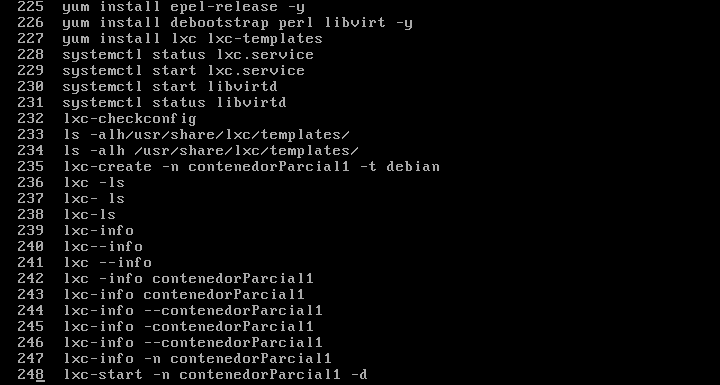 225 yum install epel-release -y
226 yum install debootstrap perl libvirt -y
227 yum install lxc lxc-templates
228 systemctl status lxc.service
229 systemctl start lxc.service
230 systemctl start libvirtd
231 systemctl status libvirtd
232 lxc-checkconfig
233 ls -alh/usr/share/lxc/templates/
234 ls -alh /usr/share/lxc/templates/
235 lxc-create -n contenedorParcial1 -t debian
236 lxc -ls
237 lxc- ls
238 lxc-ls
239 lxc-info
240 lxc--info
241 lxc --info
242 lxc -info contenedorParcial1
243 lxc-info contenedorParcial1
244 lxc-info --contenedorParcial1
245 lxc-info -contenedorParcial1
246 lxc-info --contenedorParcial1
247 lxc-info -n contenedorParcial1
248 lxc-start -n contenedorParcial1 -d